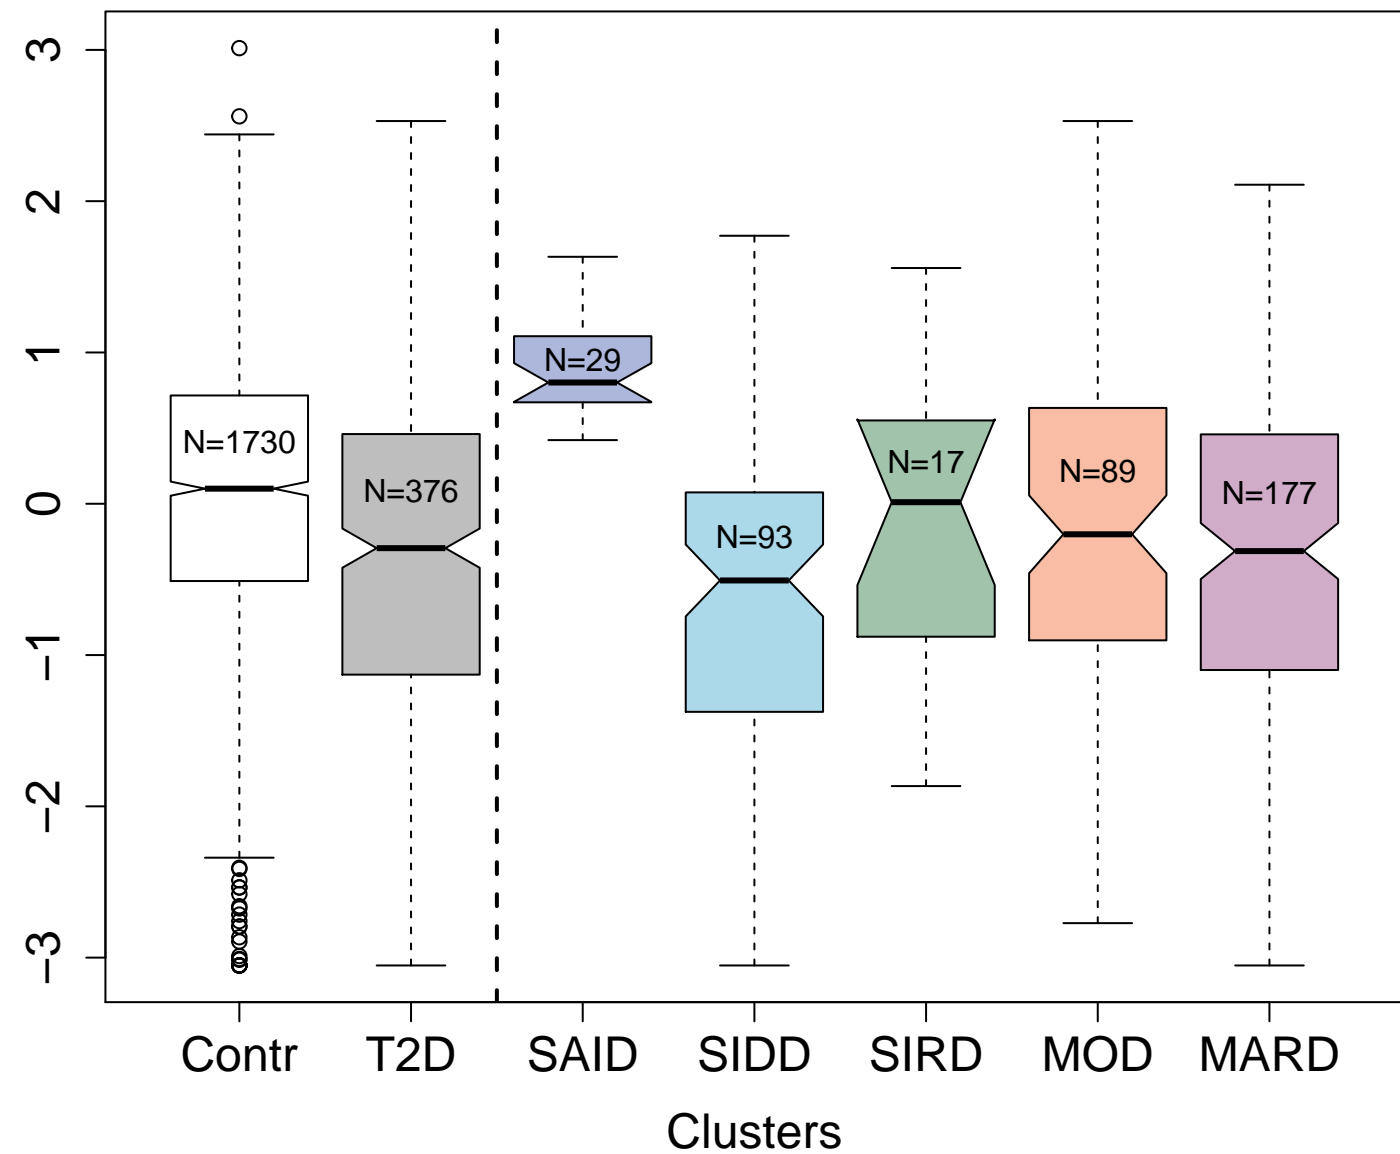 3
2
1
0
−1
−2
−3
N=1730
N=376
N=29
N=93
N=17
N=89
N=177
Contr T2D SAID SIDD SIRD MOD MARD
Clusters